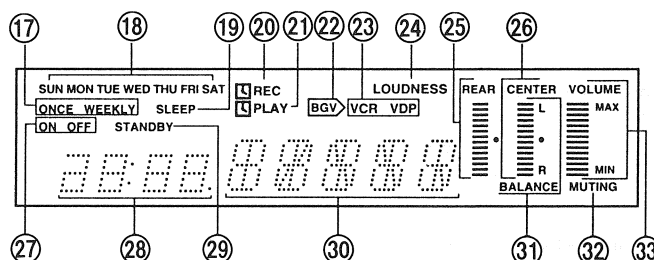 17 18 19 20 21 22 23 24 25 26
SUN MON TUE WED THU FRI SAT REC LOUDNESS REAR CENTER VOLUME
ONCE WEEKLY SLEEP PLAY BGV VCR VDP L MAX
ON OFF STANDBY
R MIN
BALANCE MUTING
27 28 29 30 31 32 33